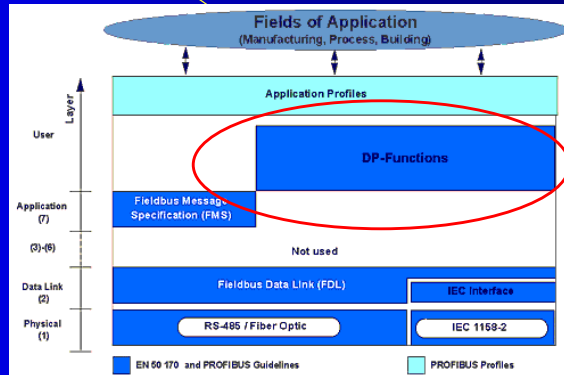 Fields of Application
(Manufacturing, Process, Building)
Application Profiles
Layer
User
DP-Functions
Application
(7)
Fieldbus Message
Specification (FMS)
(3)-(6)
Not used
Data Link
(2)
Fieldbus Data Link (FDL)
IEC Interface
Physical
(1)
RS-485 / Fiber Optic
IEC 1158-2
EN 50 170 and PROFIBUS Guidelines
PROFIBUS Profiles